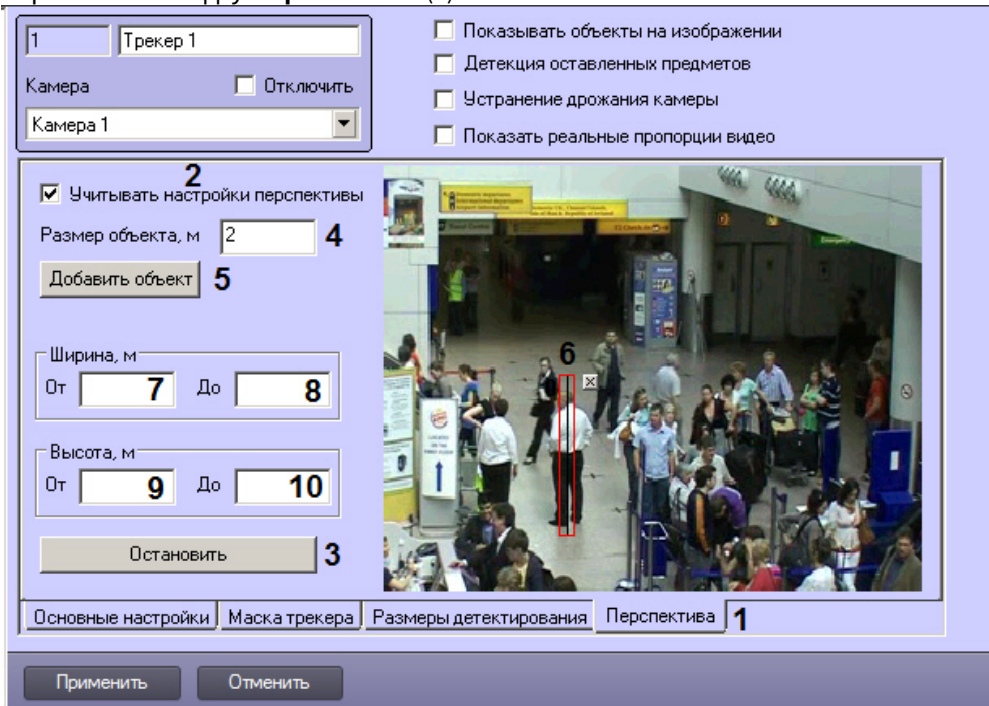 1 Трекер 1
Камера Отключить
Камера 1
Показывать объекты на изображении
Детекция оставленных предметов
Устранение дрожания камеры
Показать реальные пропорции видео
2
Учитывать настройки перспективы
Размер объекта, м 2 4
Добавить объект 5
Ширина, м
От 7 До 8
Высота, м
От 9 До 10
Остановить 3
6
Основные настройки Маска трекера Размеры детектирования Перспектива 1
Применить Отменить